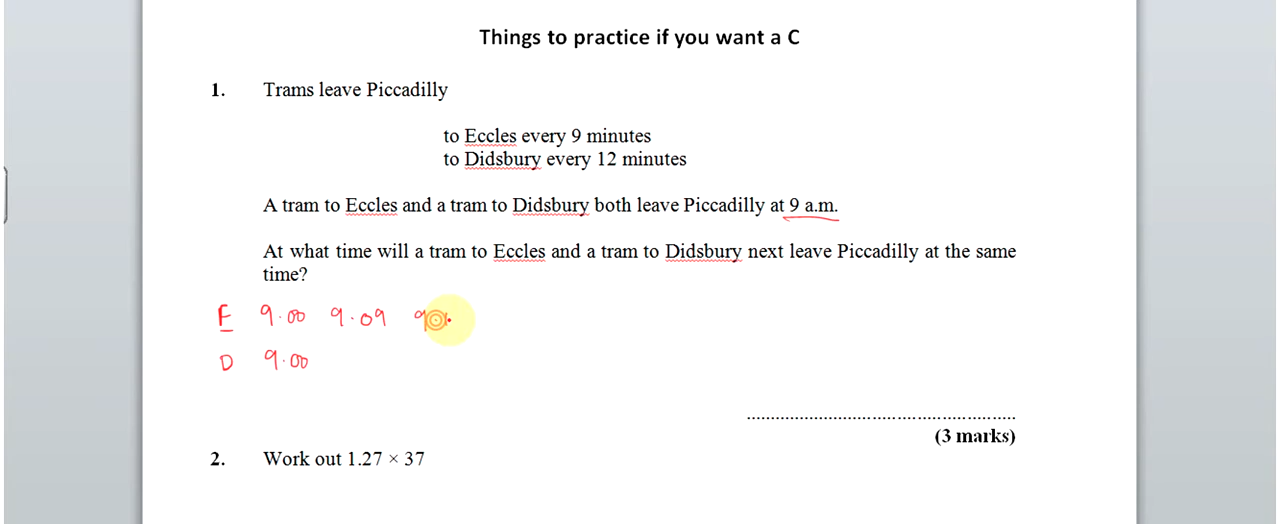 Things to practice if you want a C
1. Trams leave Piccadilly
to Eccles every 9 minutes
to Didsbury every 12 minutes
A tram to Eccles and a tram to Didsbury both leave Piccadilly at 9 a.m.
At what time will a tram to Eccles and a tram to Didsbury next leave Piccadilly at the same
time?
E 9.00 9.09
D 9.00
(3 marks)
2. Work out 1.27 × 37